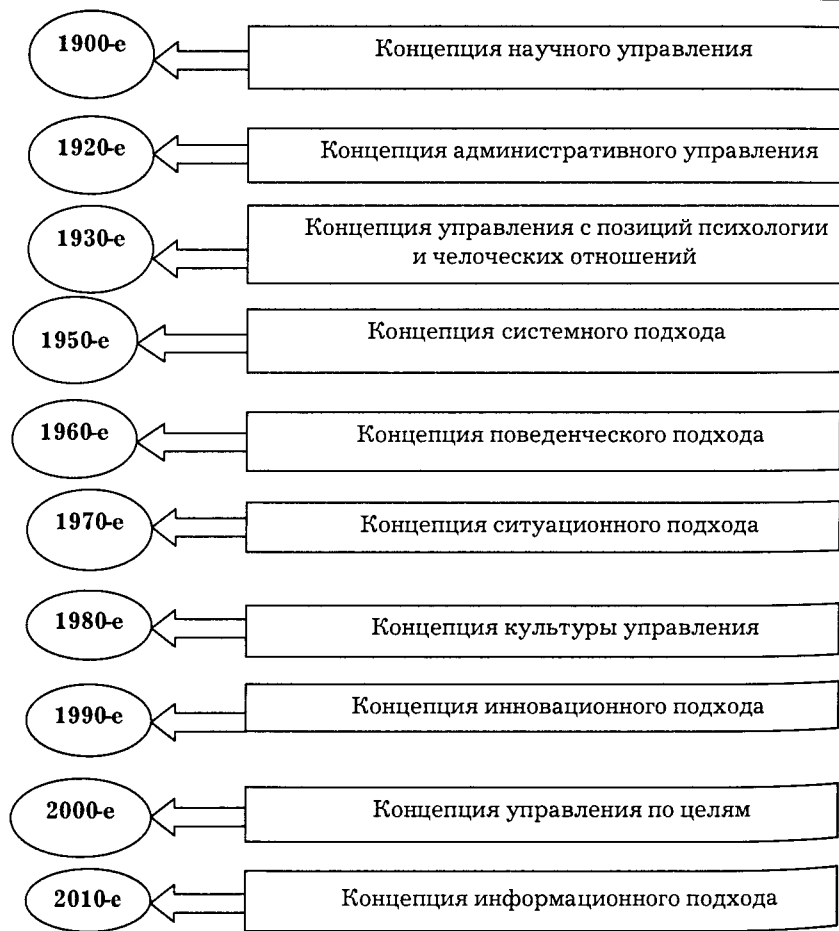 1900-е
Концепция научного управления
1920-е
Концепция административного управления
1930-е
Концепция управления с позиций психологии
и челоческих отношений
1950-е
Концепция системного подхода
1960-е
Концепция поведенческого подхода
1970-е
Концепция ситуационного подхода
1980-е
Концепция культуры управления
1990-е
Концепция инновационного подхода
2000-е
Концепция управления по целям
2010-е
Концепция информационного подхода